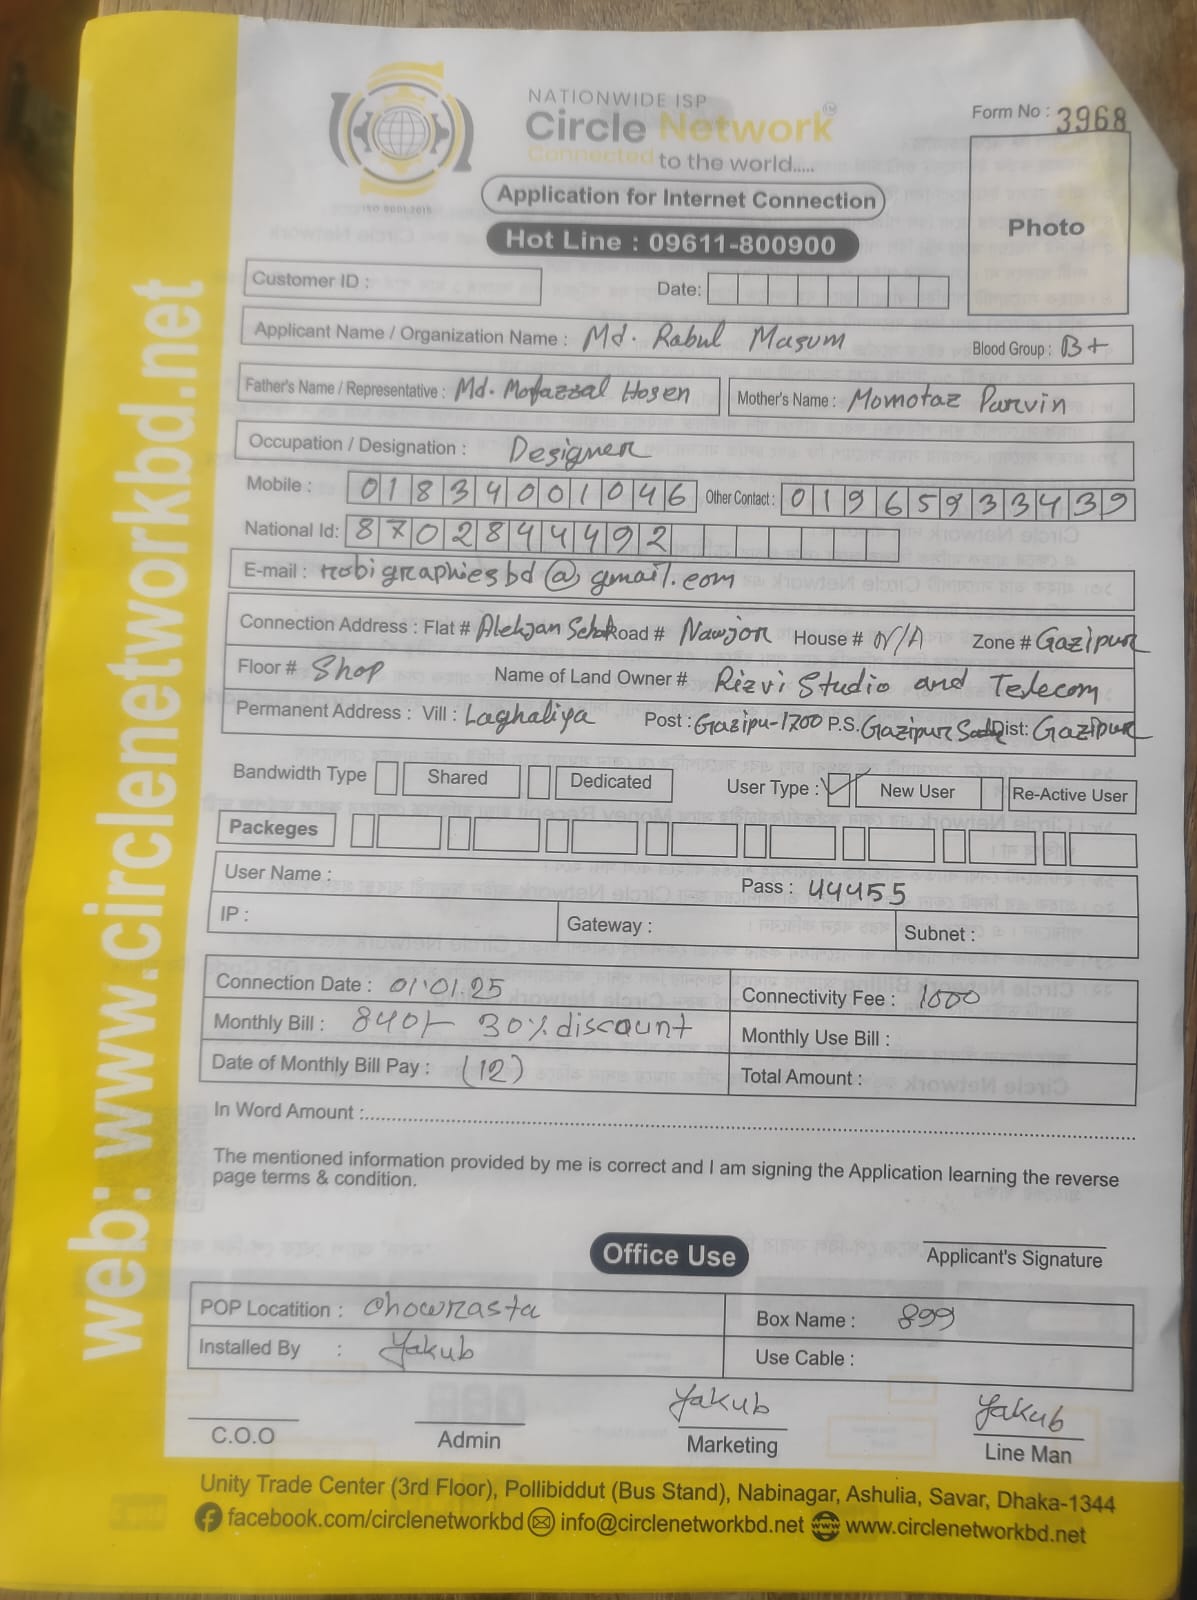 NATIONWIDE ISP
Circle Network
Connected to the world.....
ISO 9001:2015
Form No : 3968
Application for Internet Connection
Hot Line : 09611-800900
Photo
Customer ID :
Date:
Applicant Name / Organization Name : Md. Rabul Masum Blood Group : B+
Father's Name / Representative : Md. Mofazzal Hosen Mother's Name : Momotaz Parvin
Occupation / Designation : Designer
Mobile : 01834001046 Other Contact : 01965933439
National Id: 8702844492
E-mail : robigraphicsbd@gmail.com
Connection Address : Flat # Alekjan Road # Nawjor House # N/A Zone # Gazipur
Floor # Shop Name of Land Owner # Rizvi Studio and Telecom
Permanent Address : Vill : Laghaliya Post : Gazipu-1700 P.S. Gazipur Dist: Gazipur
Bandwidth Type Shared Dedicated User Type : New User Re-Active User
Packeges
User Name : Pass : 44455
IP : Gateway : Subnet :
Connection Date : 01.01.25 Connectivity Fee : 1000
Monthly Bill : 840/- 30% discount Monthly Use Bill :
Date of Monthly Bill Pay : (12) Total Amount :
In Word Amount :
The mentioned information provided by me is correct and I am signing the Application learning the reverse
page terms & condition.
Office Use
Applicant's Signature
POP Locatition : Chowrasta Box Name : 899
Installed By : Yakub Use Cable :
Yakub Yakub
C.O.O Admin Marketing Line Man
Unity Trade Center (3rd Floor), Pollibiddut (Bus Stand), Nabinagar, Ashulia, Savar, Dhaka-1344
facebook.com/circlenetworkbd info@circlenetworkbd.net www.circlenetworkbd.net
web: www.circlenetworkbd.net